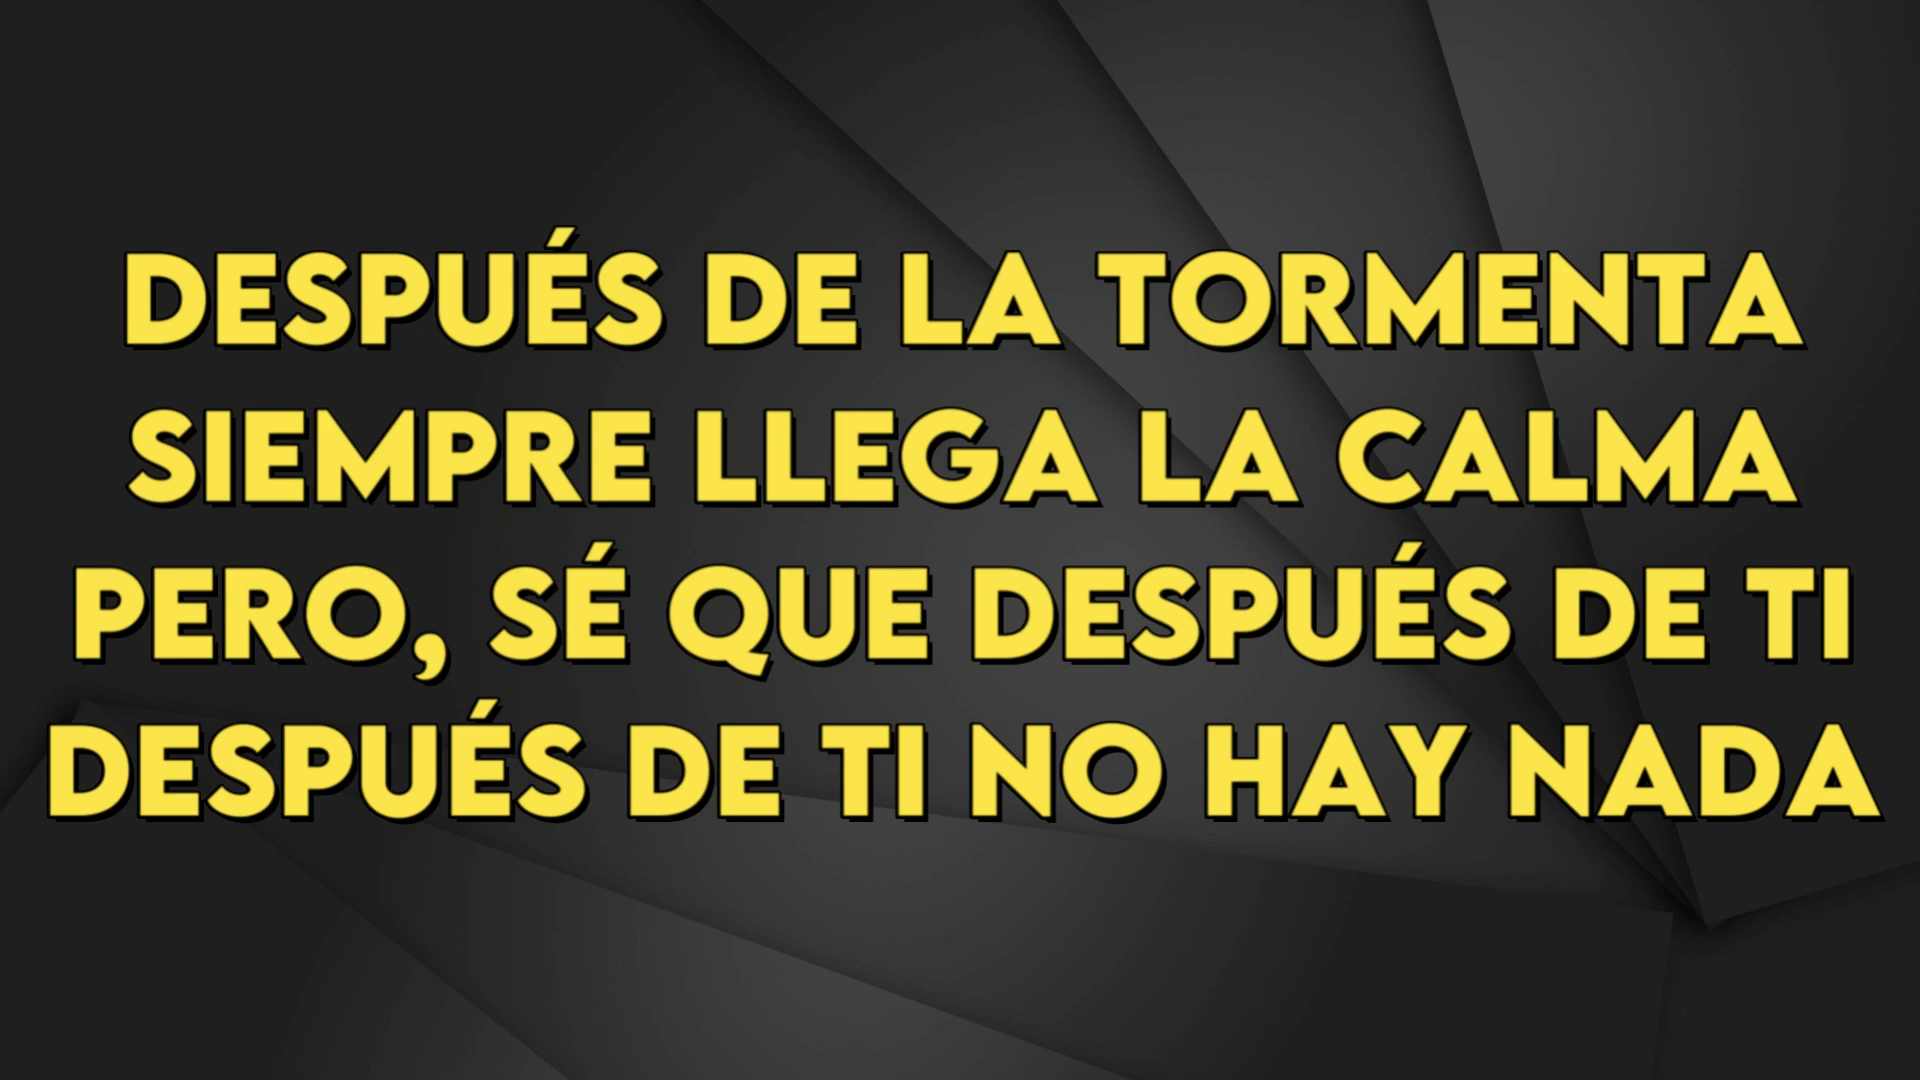 DESPUÉS DE LA TORMENTA
SIEMPRE LLEGA LA CALMA
PERO, SÉ QUE DESPUÉS DE TI
DESPUÉS DE TI NO HAY NADA